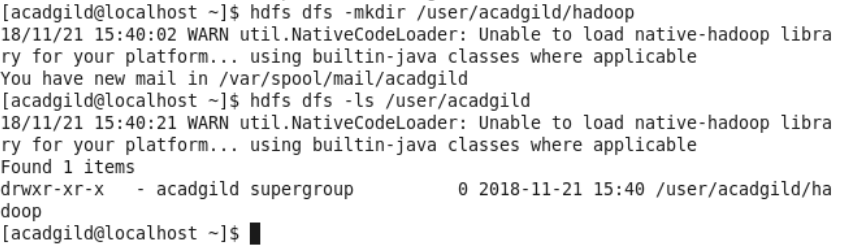 [acadgild@localhost ~]$ hdfs dfs -mkdir /user/acadgild/hadoop
18/11/21 15:40:02 WARN util.NativeCodeLoader: Unable to load native-hadoop libra
ry for your platform... using builtin-java classes where applicable
You have new mail in /var/spool/mail/acadgild
[acadgild@localhost ~]$ hdfs dfs -ls /user/acadgild
18/11/21 15:40:21 WARN util.NativeCodeLoader: Unable to load native-hadoop libra
ry for your platform... using builtin-java classes where applicable
Found 1 items
drwxr-xr-x   - acadgild supergroup          0 2018-11-21 15:40 /user/acadgild/ha
doop
[acadgild@localhost ~]$